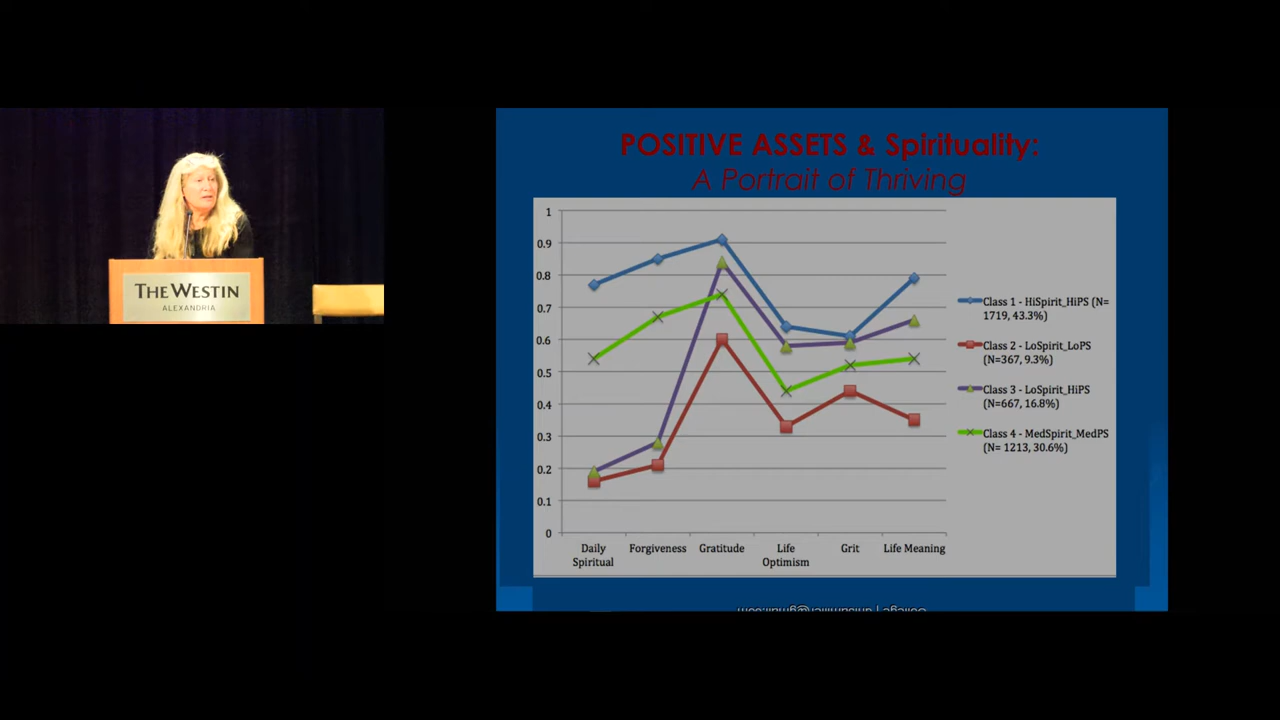 THE WESTIN
ALEXANDRIA
POSITIVE ASSETS & Spirituality:
A Portrait of Thriving
1
0.9
0.8
0.7
0.6
0.5
0.4
0.3
0.2
0.1
0
Daily
Spiritual
Forgiveness
Gratitude
Life
Optimism
Grit
Life Meaning
Class 1 - HiSpirit_HiPS (N=
1719, 43.3%)
Class 2 - LoSpirit_LoPS
(N=367, 9.3%)
Class 3 - LoSpirit_HiPS
(N=667, 16.8%)
Class 4 - MedSpirit_MedPS
(N= 1213, 30.6%)